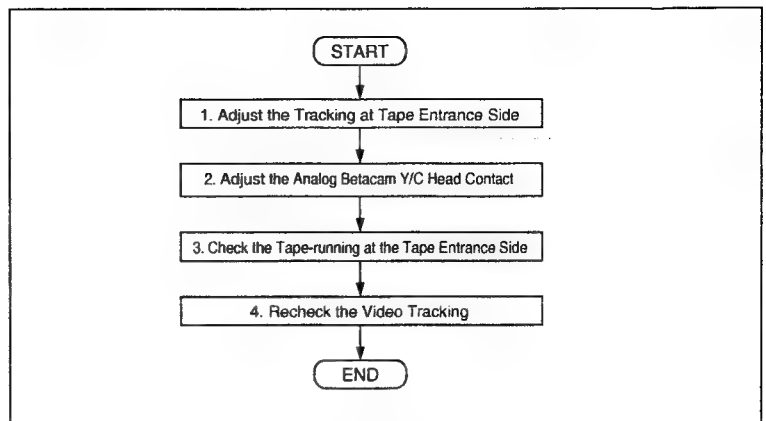 START
1. Adjust the Tracking at Tape Entrance Side
2. Adjust the Analog Betacam Y/C Head Contact
3. Check the Tape-running at the Tape Entrance Side
4. Recheck the Video Tracking
END